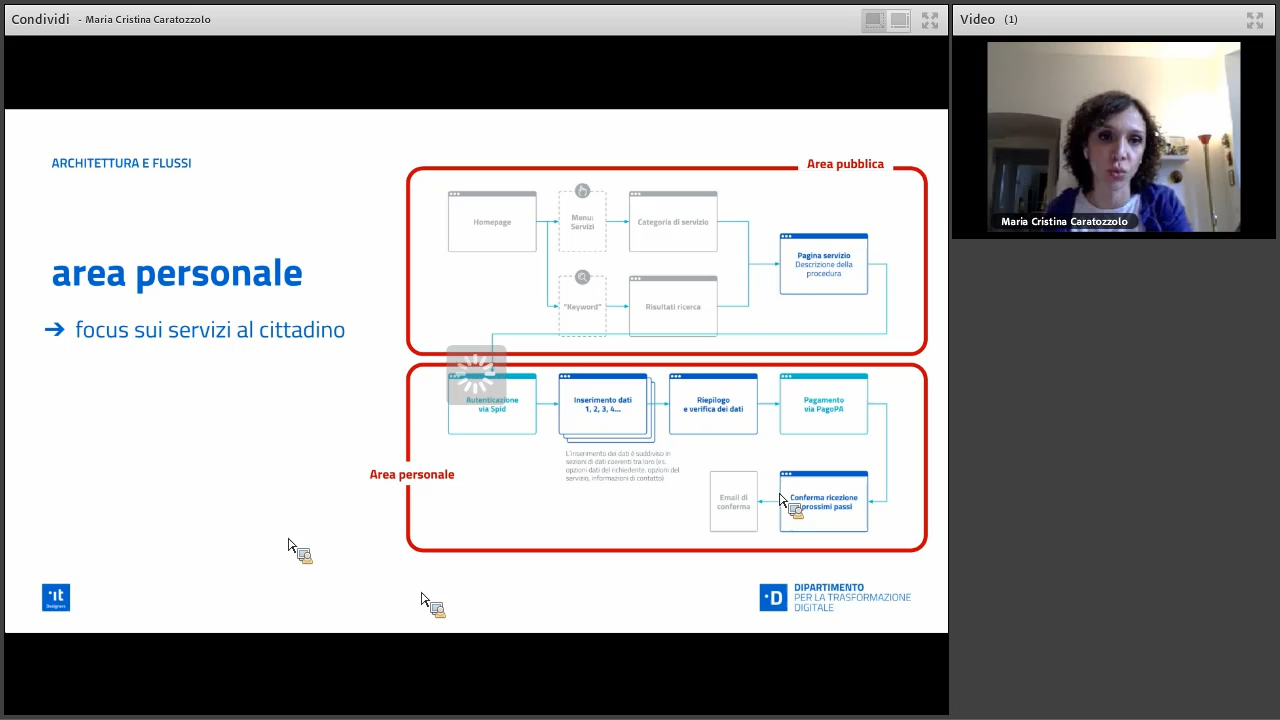 Condividi - Maria Cristina Caratozzolo
Video (1)
Maria Cristina Caratozzolo
ARCHITETTURA E FLUSSI
area personale
➔ focus sui servizi al cittadino
Area pubblica
Homepage
Menu:
Servizi
Categoria di servizio
Pagina servizio
Descrizione della
procedura
"Keyword"
Risultati ricerca
Autenticazione
via Spid
Inserimento dati
1, 2, 3, 4...
Riepilogo
e verifica dei dati
Pagamento
via PagoPA
L'inserimento dei dati è suddiviso in
sezioni di dati coerenti tra loro (es.
opzioni dati del richiedente, opzioni del
servizio, informazioni di contatto)
Area personale
Email di
conferma
Conferma ricezione
prossimi passi
.it
Designers
.D
DIPARTIMENTO
PER LA TRASFORMAZIONE
DIGITALE